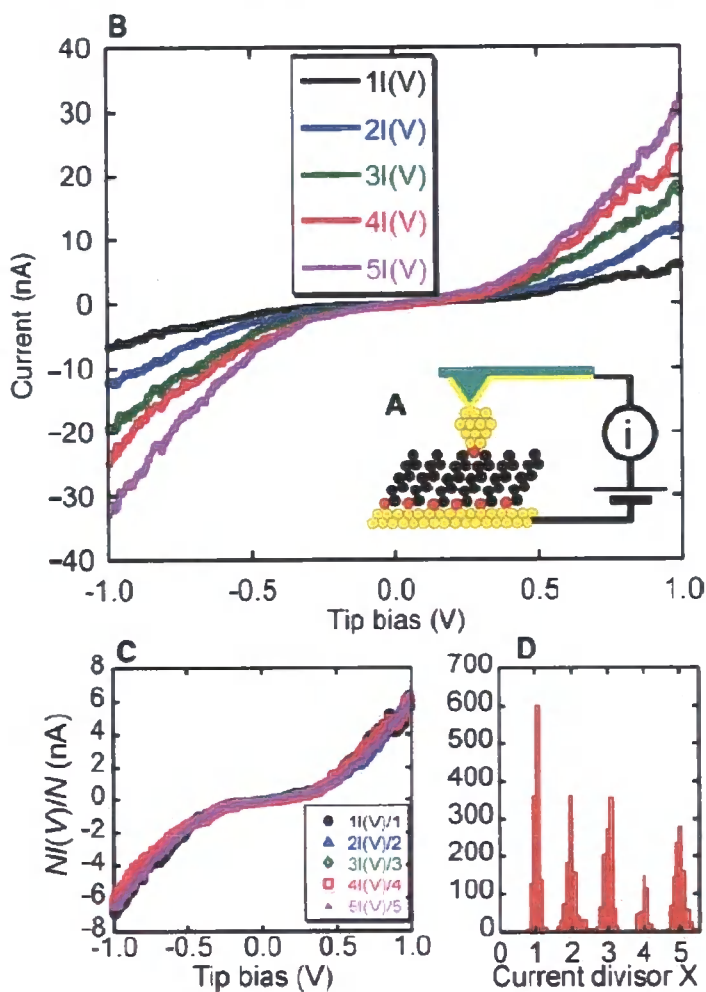 B
40
30
20
10
0
−10
−20
−30
−40
Current (nA)
1I(V)
2I(V)
3I(V)
4I(V)
5I(V)
A
i
-1.0
-0.5
0.0
0.5
1.0
Tip bias (V)
C
8
6
4
2
0
−2
−4
−6
−8
NI(V)/N (nA)
1I(V)/1
2I(V)/2
3I(V)/3
4I(V)/4
5I(V)/5
-1.0
-0.5
0.0
0.5
1.0
Tip bias (V)
D
700
600
500
400
300
200
100
0
0 1 2 3 4 5
Current divisor X